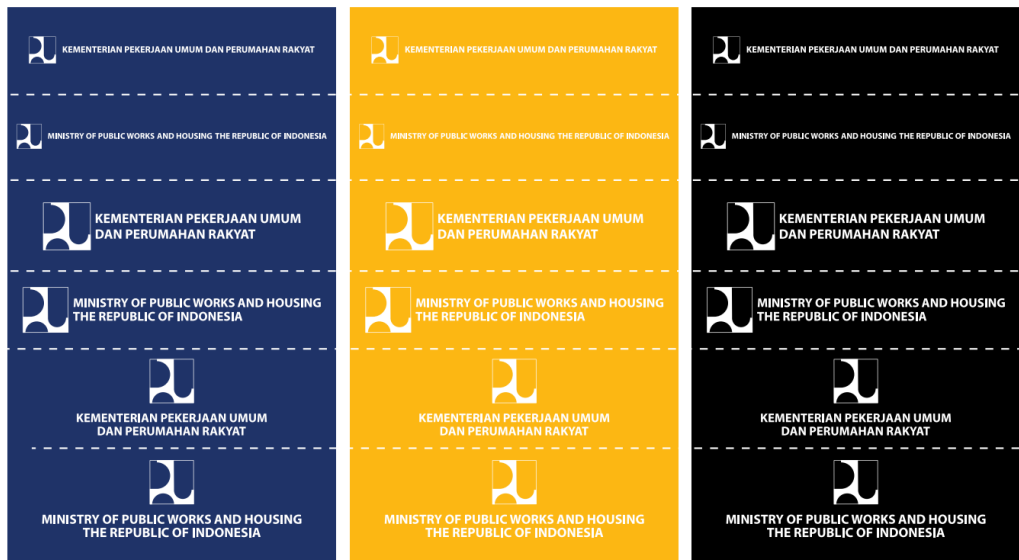 KEMENTERIAN PEKERJAAN UMUM DAN PERUMAHAN RAKYAT
MINISTRY OF PUBLIC WORKS AND HOUSING THE REPUBLIC OF INDONESIA
KEMENTERIAN PEKERJAAN UMUM
DAN PERUMAHAN RAKYAT
MINISTRY OF PUBLIC WORKS AND HOUSING
THE REPUBLIC OF INDONESIA
KEMENTERIAN PEKERJAAN UMUM
DAN PERUMAHAN RAKYAT
MINISTRY OF PUBLIC WORKS AND HOUSING
THE REPUBLIC OF INDONESIA
KEMENTERIAN PEKERJAAN UMUM DAN PERUMAHAN RAKYAT
MINISTRY OF PUBLIC WORKS AND HOUSING THE REPUBLIC OF INDONESIA
KEMENTERIAN PEKERJAAN UMUM
DAN PERUMAHAN RAKYAT
MINISTRY OF PUBLIC WORKS AND HOUSING
THE REPUBLIC OF INDONESIA
KEMENTERIAN PEKERJAAN UMUM
DAN PERUMAHAN RAKYAT
MINISTRY OF PUBLIC WORKS AND HOUSING
THE REPUBLIC OF INDONESIA
KEMENTERIAN PEKERJAAN UMUM DAN PERUMAHAN RAKYAT
MINISTRY OF PUBLIC WORKS AND HOUSING THE REPUBLIC OF INDONESIA
KEMENTERIAN PEKERJAAN UMUM
DAN PERUMAHAN RAKYAT
MINISTRY OF PUBLIC WORKS AND HOUSING
THE REPUBLIC OF INDONESIA
KEMENTERIAN PEKERJAAN UMUM
DAN PERUMAHAN RAKYAT
MINISTRY OF PUBLIC WORKS AND HOUSING
THE REPUBLIC OF INDONESIA